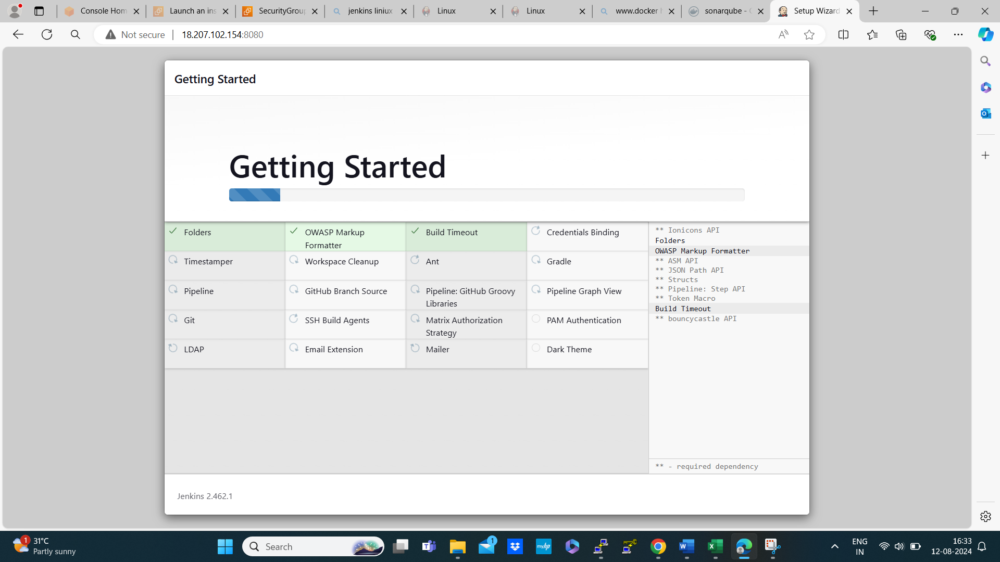 Console Hom
Launch an ins
SecurityGroup
jenkins liniux
Linux
Linux
www.docker h
sonarqube -
Setup Wizard
Not secure
18.207.102.154:8080
Getting Started
Getting Started
Folders
OWASP Markup
Formatter
Build Timeout
Credentials Binding
Timestamper
Workspace Cleanup
Ant
Gradle
Pipeline
GitHub Branch Source
Pipeline: GitHub Groovy
Libraries
Pipeline Graph View
Git
SSH Build Agents
Matrix Authorization
Strategy
PAM Authentication
LDAP
Email Extension
Mailer
Dark Theme
** Ionicons API
Folders
OWASP Markup Formatter
** ASM API
** JSON Path API
** Structs
** Pipeline: Step API
** Token Macro
Build Timeout
** bouncycastle API
** - required dependency
Jenkins 2.462.1
1
31°C
Partly sunny
Search
1
myhp
ENG
IN
16:33
12-08-2024